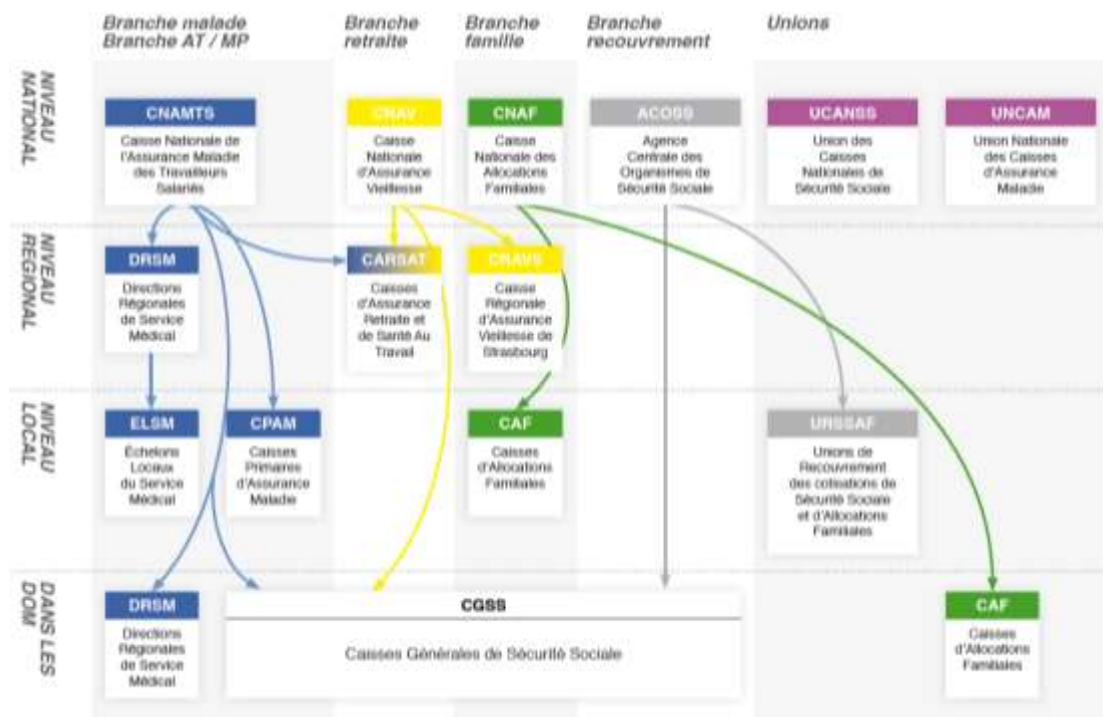 Branche malade
Branche AT / MP
Branche
retraite
Branche
famille
Branche
recouvrement
Unions
NIVEAU
NATIONAL
CNAMTS
Caisse Nationale de
l'Assurance Maladie
des Travailleurs
Salariés
CNAV
Caisse
Nationale
d'Assurance
Vieillesse
CNAF
Caisse
Nationale des
Allocations
Familiales
ACOSS
Agence
Centrale des
Organismes de
Sécurité Sociale
UCANSS
Union des
Caisses
Nationales de
Sécurité Sociale
UNCAM
Union Nationale
des Caisses
d'Assurance
Maladie
NIVEAU
REGIONAL
DRSM
Directions
Régionales
de Service
Médical
CARSAT
Caisses
d'Assurance
Retraite et
de Santé Au
Travail
CRAVS
Caisse
Régionale
d'Assurance
Vieillesse de
Strasbourg
NIVEAU
LOCAL
ELSM
Échelons
Locaux
du Service
Médical
CPAM
Caisses
Primaires
d'Assurance
Maladie
CAF
Caisses
d'Allocations
Familiales
URSSAF
Unions de
Recouvrement
des cotisations de
Sécurité Sociale
et d'Allocations
Familiales
DANS LES
DOM
DRSM
Directions
Régionales
de Service
Médical
CGSS
Caisses Générales de Sécurité Sociale
CAF
Caisses
d'Allocations
Familiales